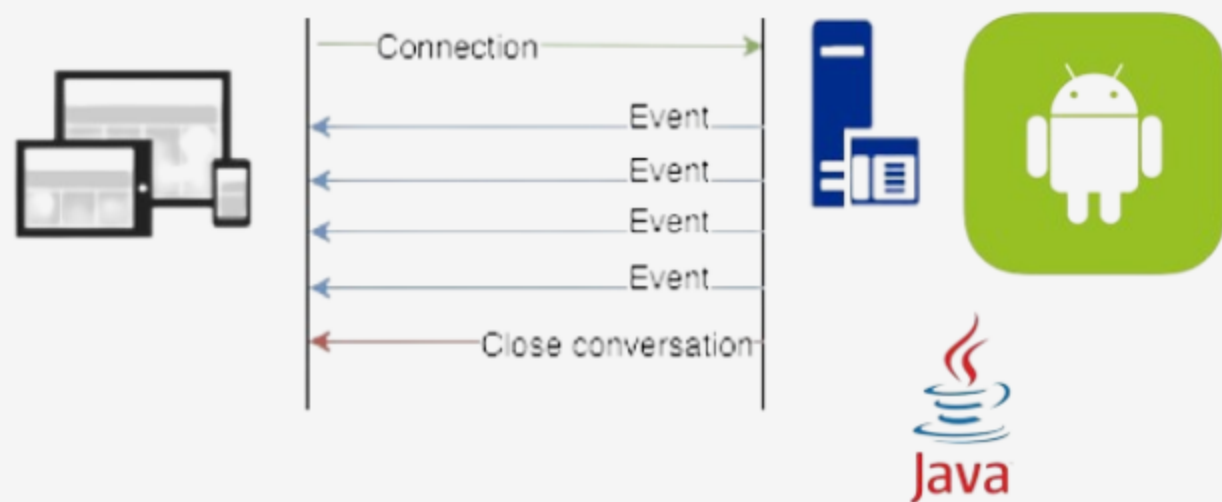 Connection
Event
Event
Event
Event
Close conversation
Java